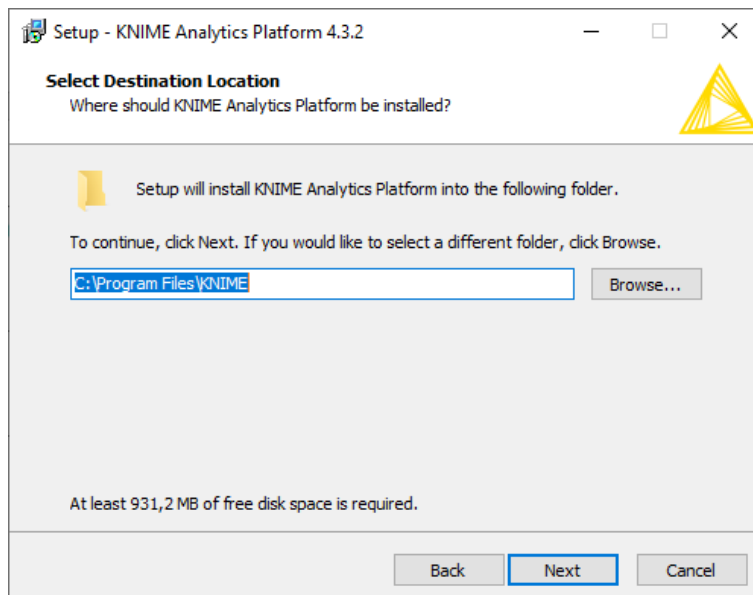 Setup - KNIME Analytics Platform 4.3.2
Select Destination Location
Where should KNIME Analytics Platform be installed?
Setup will install KNIME Analytics Platform into the following folder.
To continue, click Next. If you would like to select a different folder, click Browse.
C:\Program Files\KNIME
Browse...
At least 931,2 MB of free disk space is required.
Back
Next
Cancel